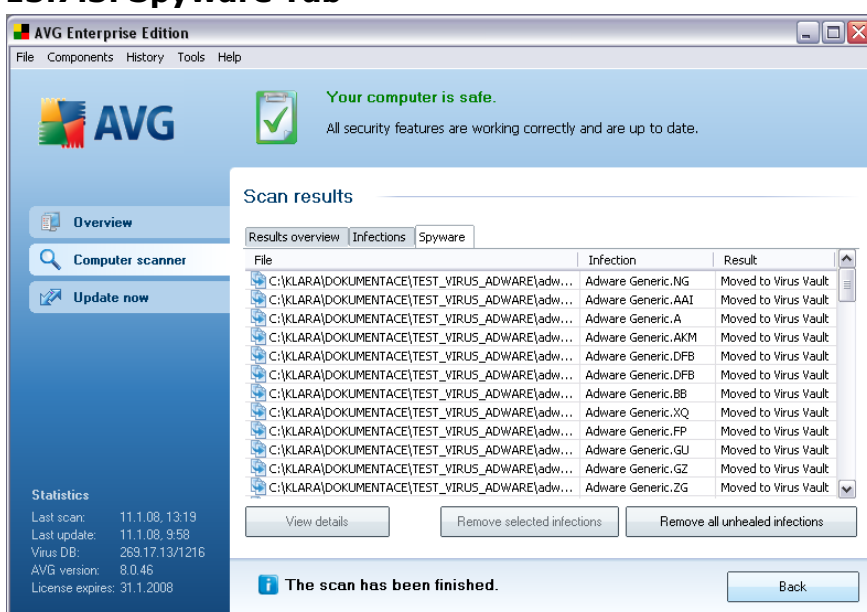 AVG Enterprise Edition
File Components History Tools Help
AVG
Your computer is safe.
All security features are working correctly and are up to date.
Overview
Computer scanner
Update now
Scan results
Results overview Infections Spyware
File Infection Result
C:\KLARA\DOKUMENTACE\TEST_VIRUS_ADWARE\adw... Adware Generic.NG Moved to Virus Vault
C:\KLARA\DOKUMENTACE\TEST_VIRUS_ADWARE\adw... Adware Generic.AAI Moved to Virus Vault
C:\KLARA\DOKUMENTACE\TEST_VIRUS_ADWARE\adw... Adware Generic.A Moved to Virus Vault
C:\KLARA\DOKUMENTACE\TEST_VIRUS_ADWARE\adw... Adware Generic.AKM Moved to Virus Vault
C:\KLARA\DOKUMENTACE\TEST_VIRUS_ADWARE\adw... Adware Generic.DFB Moved to Virus Vault
C:\KLARA\DOKUMENTACE\TEST_VIRUS_ADWARE\adw... Adware Generic.DFB Moved to Virus Vault
C:\KLARA\DOKUMENTACE\TEST_VIRUS_ADWARE\adw... Adware Generic.BB Moved to Virus Vault
C:\KLARA\DOKUMENTACE\TEST_VIRUS_ADWARE\adw... Adware Generic.XQ Moved to Virus Vault
C:\KLARA\DOKUMENTACE\TEST_VIRUS_ADWARE\adw... Adware Generic.FP Moved to Virus Vault
C:\KLARA\DOKUMENTACE\TEST_VIRUS_ADWARE\adw... Adware Generic.GU Moved to Virus Vault
C:\KLARA\DOKUMENTACE\TEST_VIRUS_ADWARE\adw... Adware Generic.GZ Moved to Virus Vault
C:\KLARA\DOKUMENTACE\TEST_VIRUS_ADWARE\adw... Adware Generic.ZG Moved to Virus Vault
View details Remove selected infections Remove all unhealed infections
Statistics
Last scan: 11.1.08, 13:19
Last update: 11.1.08, 9:58
Virus DB: 269.17.13/1216
AVG version: 8.0.46
License expires: 31.1.2008
The scan has been finished.
Back